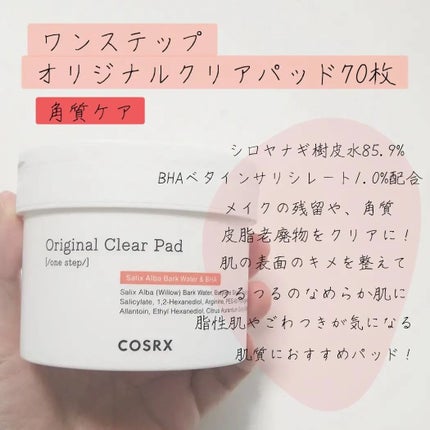 ワンステップ
オリジナルクリアパッド70枚
角質ケア
シロヤナギ樹皮水85.9%
BHAベタインサリシレート1.0%配合
メイクの残留や、角質
皮脂老廃物をクリアに!
肌の表面のキメを整えて
つるつるのなめらか肌に
脂性肌やごわつきが気になる
肌質におすすめパッド!
Original Clear Pad
[/one step/]
Salix Alba Bark Water & BHA
Salix Alba (Willow) Bark Water, Betaine
Salicylate, 1,2-Hexanediol, Arginine,
Allantoin, Ethyl Hexanediol, Citrus
COSRX